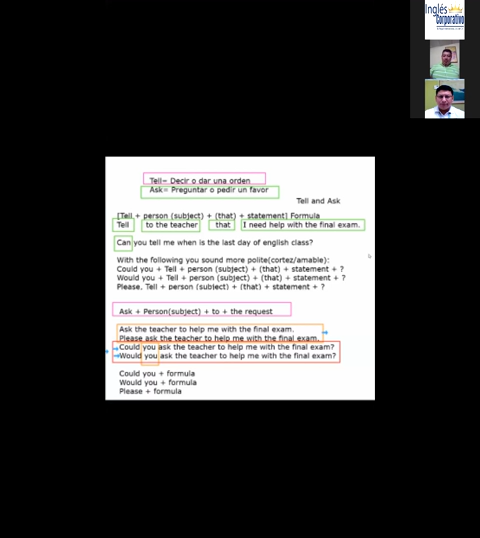 Inglés
Corporativo
Tell= Decir o dar una orden
Ask= Preguntar o pedir un favor
Tell and Ask
[Tell + person (subject) + (that) + statement] Formula
Tell to the teacher that I need help with the final exam.
Can you tell me when is the last day of english class?
With the following you sound more polite(cortez/amable):
Could you + Tell + person (subject) + (that) + statement + ?
Would you + Tell + person (subject) + (that) + statement + ?
Please, Tell + person (subject) + (that) + statement + ?
Ask + Person(subject) + to + the request
Ask the teacher to help me with the final exam.
Please ask the teacher to help me with the final exam.
Could you ask the teacher to help me with the final exam?
Would you ask the teacher to help me with the final exam?
Could you + formula
Would you + formula
Please + formula